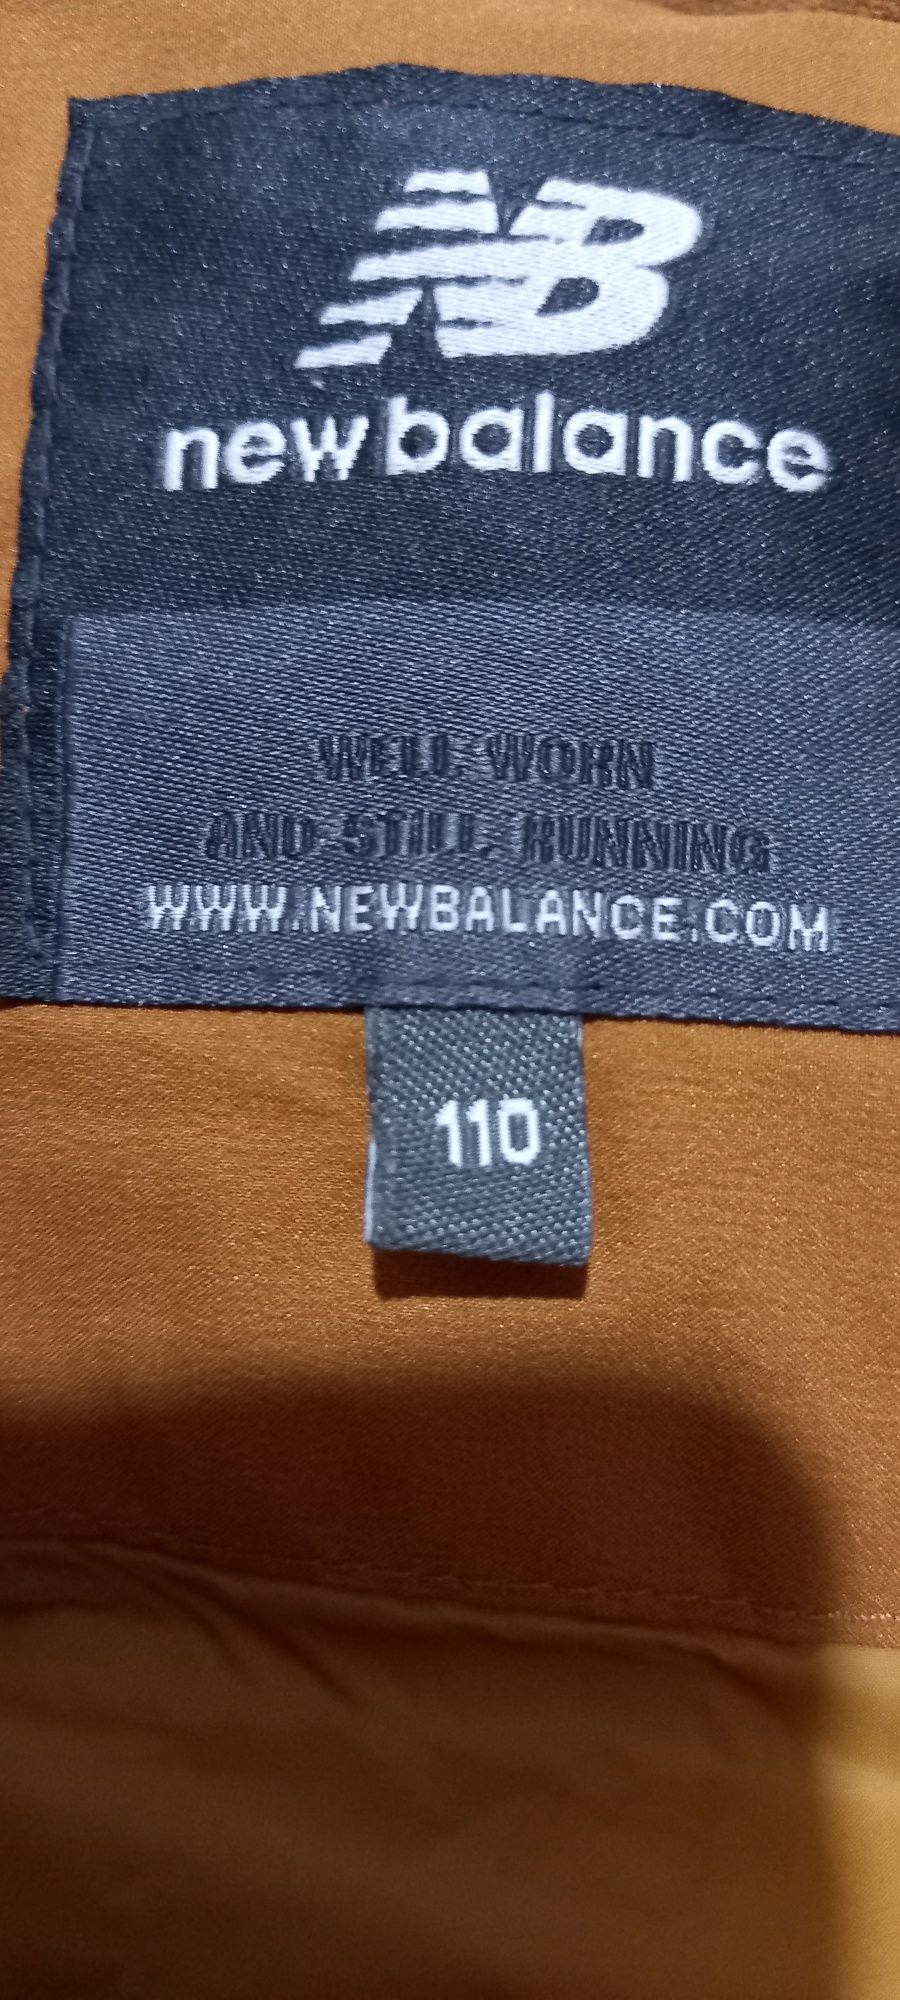 NB
new balance
WELL WORN
AND STILL RUNNING
WWW.NEWBALANCE.COM
110